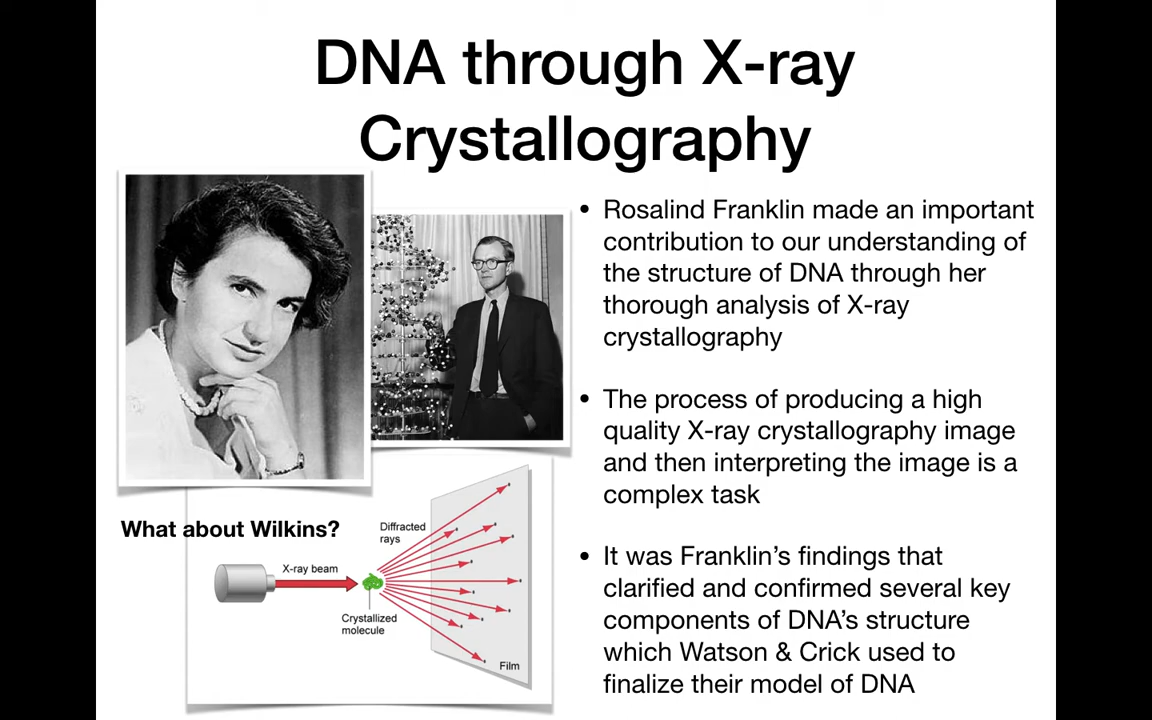 DNA through X-ray
Crystallography
• Rosalind Franklin made an important
contribution to our understanding of
the structure of DNA through her
thorough analysis of X-ray
crystallography
• The process of producing a high
quality X-ray crystallography image
and then interpreting the image is a
complex task
• It was Franklin’s findings that
clarified and confirmed several key
components of DNA’s structure
which Watson & Crick used to
finalize their model of DNA
What about Wilkins?
Diffracted
rays
X-ray beam
Crystallized
molecule
Film